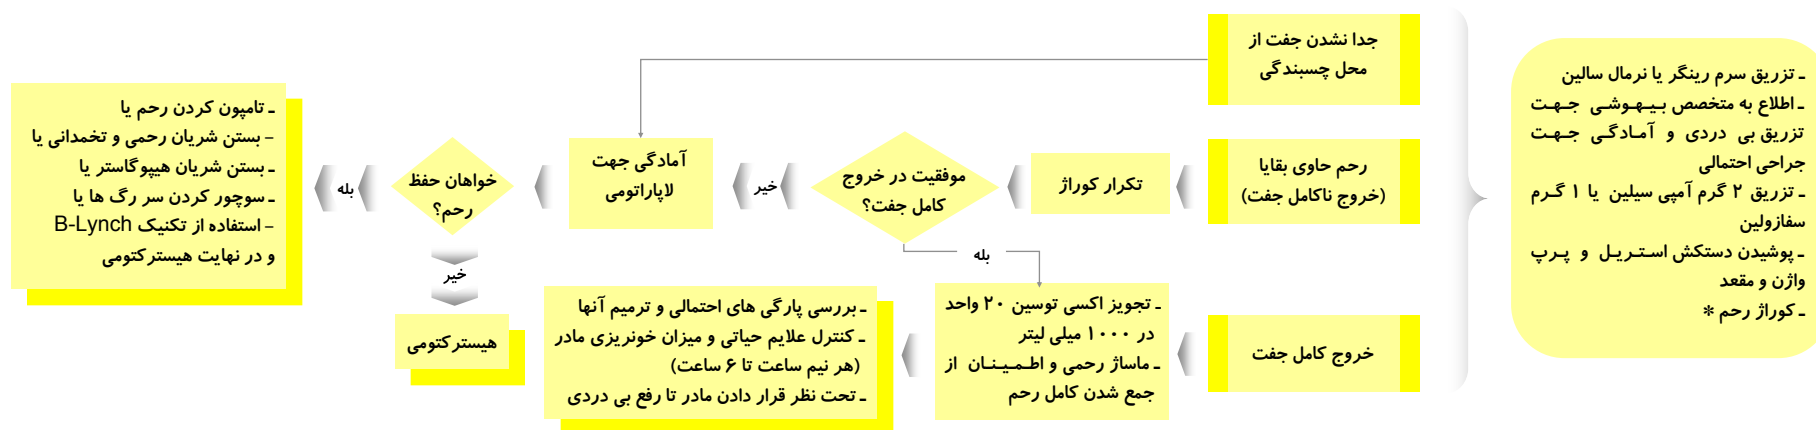 ـ تزریق سرم رینگر یا نرمال سالین
ـ اطلاع به متخصص بیهوشی جهت
تزریق بی دردی و آمادگی جهت
جراحی احتمالی
ـ تزریق ۲ گرم آمپی سیلین یا ۱ گرم
سفازولین
ـ پوشیدن دستکش استریل و پرپ
واژن و مقعد
ـ کوراژ رحم *
جدا نشدن جفت از
محل چسبندگی
رحم حاوی بقایا
(خروج ناکامل جفت)
خروج کامل جفت
تکرار کوراژ
موفقیت در خروج
کامل جفت؟
خیر
بله
ـ تجویز اکسی توسین ۲۰ واحد
در ۱۰۰۰ میلی لیتر
ـ ماساژ رحمی و اطمینان از
جمع شدن کامل رحم
آمادگی جهت
لاپاراتومی
ـ بررسی پارگی های احتمالی و ترمیم آنها
ـ کنترل علایم حیاتی و میزان خونریزی مادر
(هر نیم ساعت تا ۶ ساعت)
ـ تحت نظر قرار دادن مادر تا رفع بی دردی
خواهان حفظ
رحم؟
بله
خیر
هیسترکتومی
ـ تامپون کردن رحم یا
– بستن شریان رحمی و تخمدانی یا
ـ بستن شریان هیپوگاستر یا
ـ سوچور کردن سر رگ ها یا
– استفاده از تکنیک B-Lynch
و در نهایت هیسترکتومی